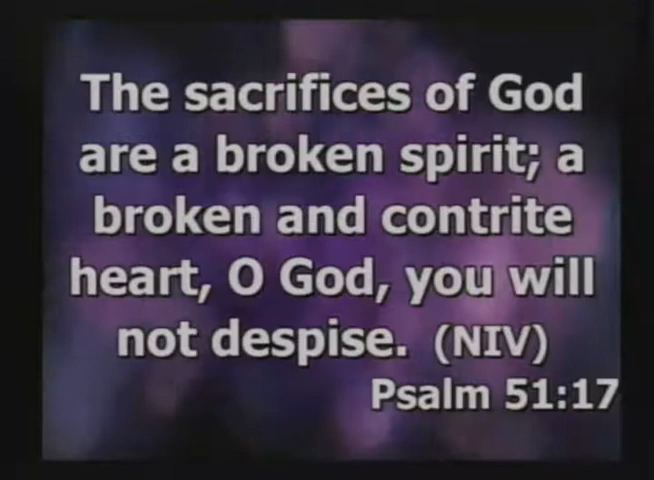 The sacrifices of God
are a broken spirit; a
broken and contrite
heart, O God, you will
not despise. (NIV)
Psalm 51:17